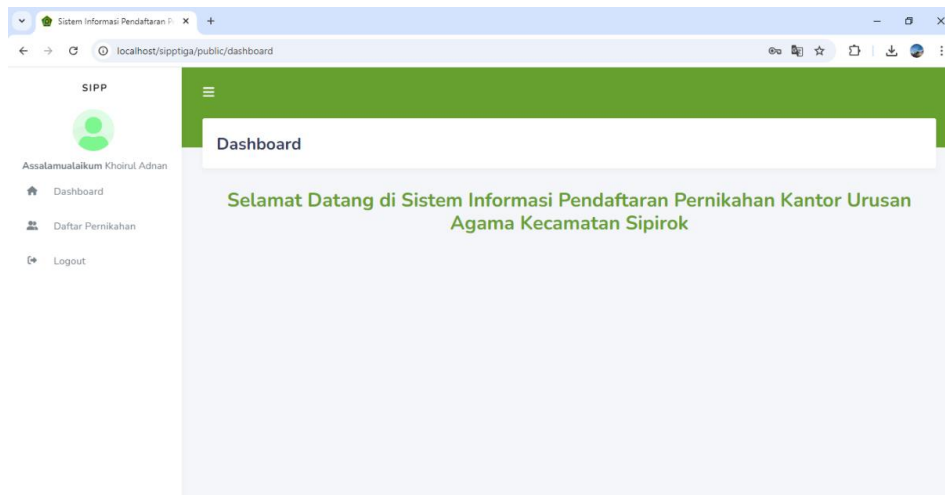 Sistem Informasi Pendaftaran P
localhost/sipptiga/public/dashboard
SIPP
Assalamualaikum Khoirul Adnan
Dashboard
Daftar Pernikahan
Logout
Dashboard
Selamat Datang di Sistem Informasi Pendaftaran Pernikahan Kantor Urusan
Agama Kecamatan Sipirok